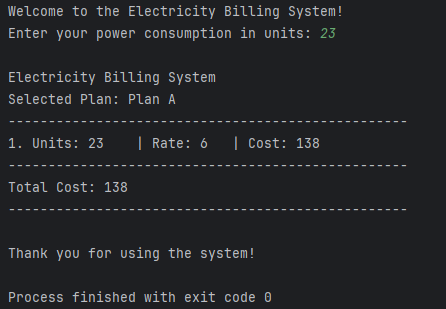 Welcome to the Electricity Billing System!
Enter your power consumption in units: 23
Electricity Billing System
Selected Plan: Plan A
--------------------------------------------------
1. Units: 23    | Rate: 6   | Cost: 138
--------------------------------------------------
Total Cost: 138
--------------------------------------------------
Thank you for using the system!
Process finished with exit code 0